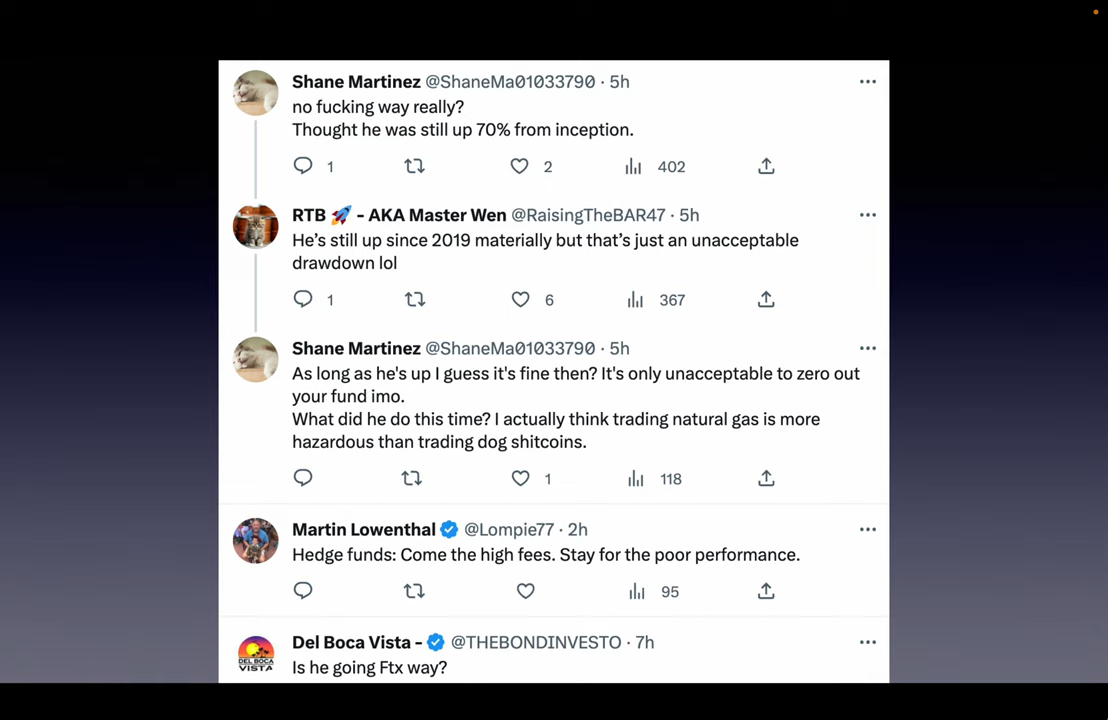 Shane Martinez @ShaneMa01033790 · 5h
no fucking way really?
Thought he was still up 70% from inception.
1 2 402
RTB 🚀 - AKA Master Wen @RaisingTheBAR47 · 5h
He's still up since 2019 materially but that's just an unacceptable
drawdown lol
1 6 367
Shane Martinez @ShaneMa01033790 · 5h
As long as he's up I guess it's fine then? It's only unacceptable to zero out
your fund imo.
What did he do this time? I actually think trading natural gas is more
hazardous than trading dog shitcoins.
1 118
Martin Lowenthal @Lompie77 · 2h
Hedge funds: Come the high fees. Stay for the poor performance.
95
Del Boca Vista - @THEBONDINVESTO · 7h
DEL BOCA
VISTA
Is he going Ftx way?